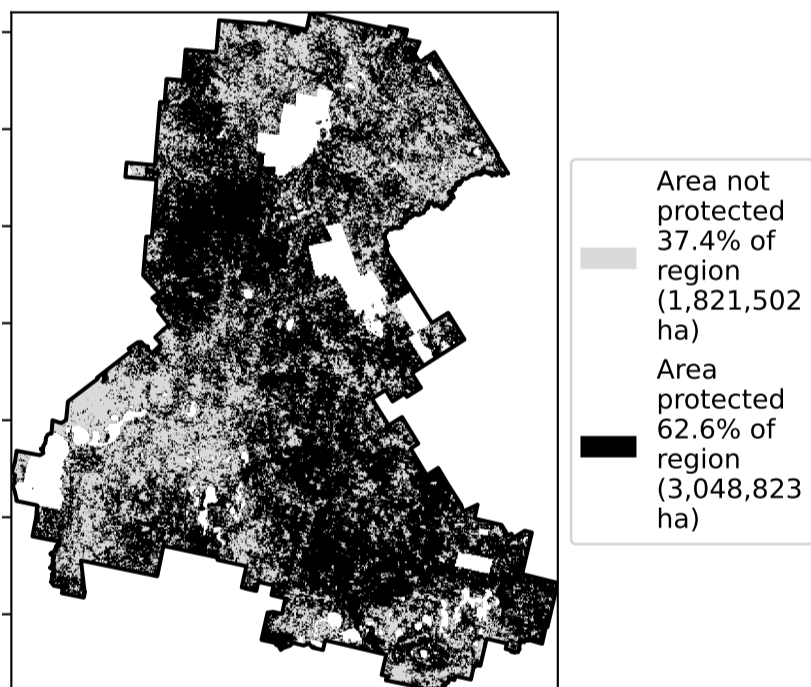 Area not
protected
37.4% of
region
(1,821,502
ha)
Area
protected
62.6% of
region
(3,048,823
ha)